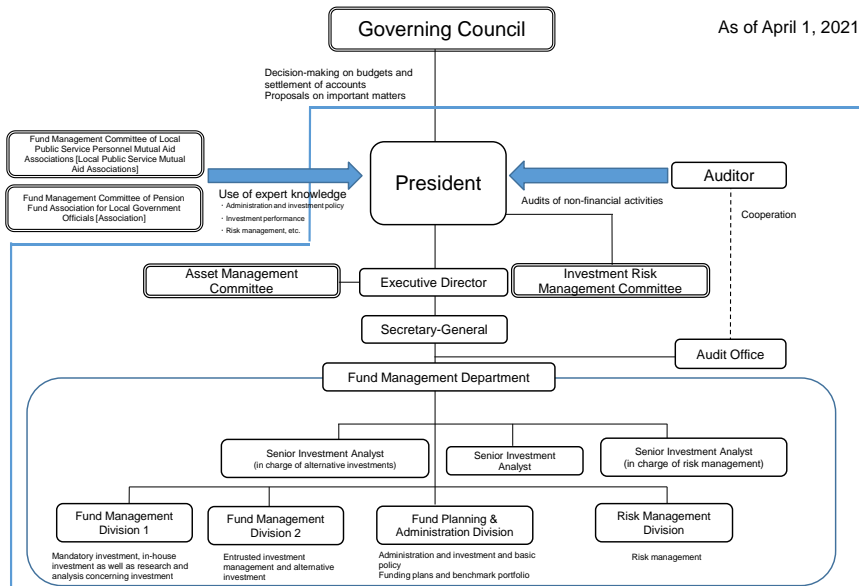 Governing Council
As of April 1, 2021
Decision-making on budgets and
settlement of accounts
Proposals on important matters
Fund Management Committee of Local
Public Service Personnel Mutual Aid
Associations [Local Public Service Mutual
Aid Associations]
Fund Management Committee of Pension
Fund Association for Local Government
Officials [Association]
Use of expert knowledge
・Administration and investment policy
・Investment performance
・Risk management, etc.
President
Auditor
Audits of non-financial activities
Cooperation
Asset Management
Committee
Executive Director
Investment Risk
Management Committee
Secretary-General
Audit Office
Fund Management Department
Senior Investment Analyst
(in charge of alternative investments)
Senior Investment
Analyst
Senior Investment Analyst
(in charge of risk management)
Fund Management
Division 1
Fund Management
Division 2
Fund Planning &
Administration Division
Risk Management
Division
Mandatory investment, in-house
investment as well as research and
analysis concerning investment
Entrusted investment
management and alternative
investment
Administration and investment and basic
policy
Funding plans and benchmark portfolio
Risk management